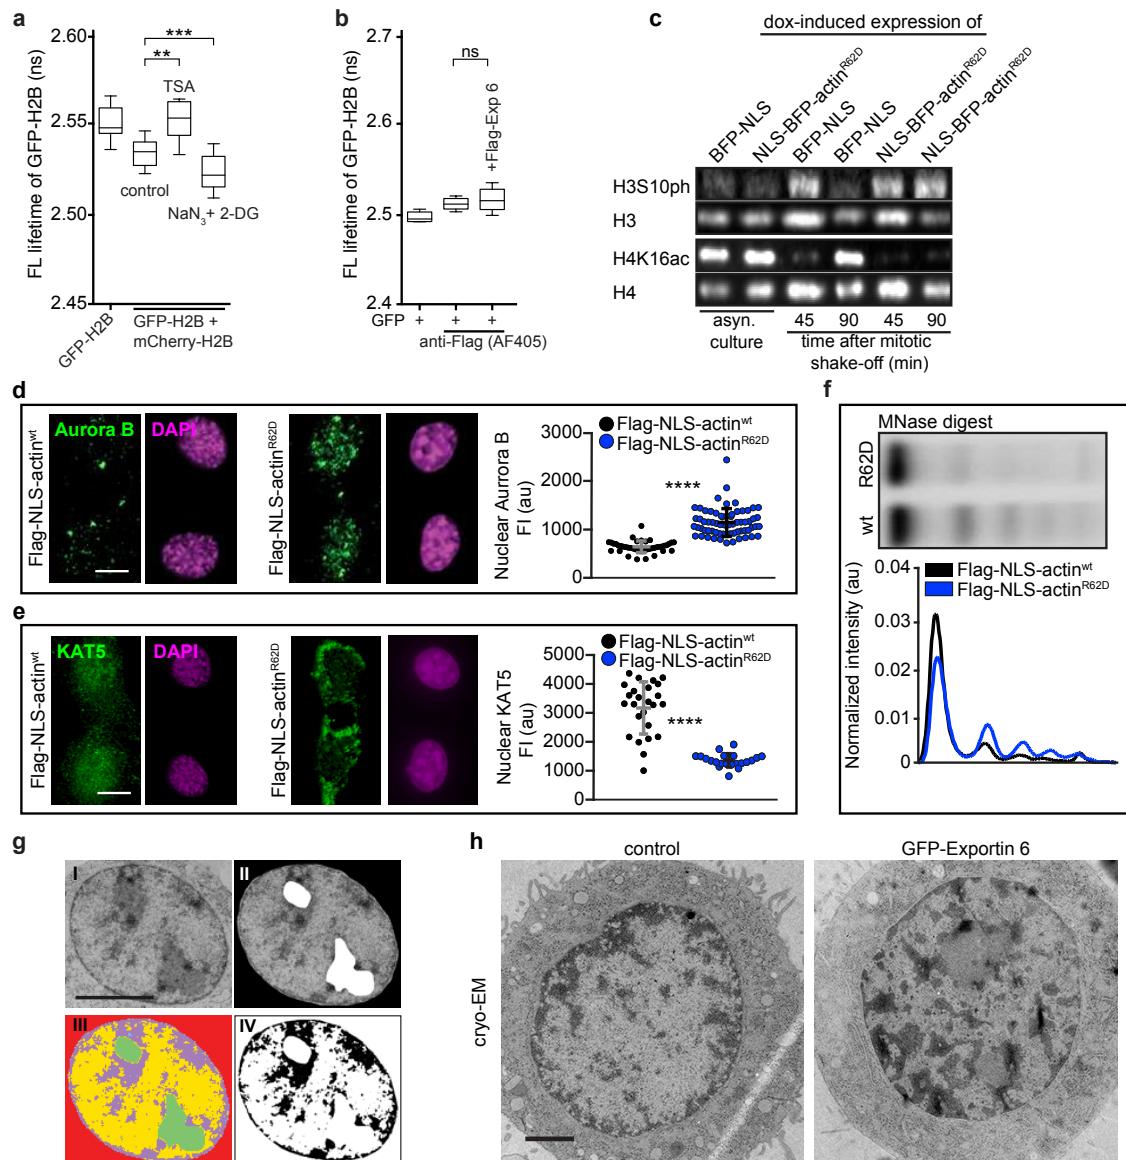 a
FL lifetime of GFP-H2B (ns)
2.60
2.55
2.50
2.45
***
**
TSA
control
NaN3+ 2-DG
GFP-H2B
GFP-H2B +
mCherry-H2B
b
FL lifetime of GFP-H2B (ns)
2.7
2.6
2.5
2.4
ns
+Flag-Exp 6
GFP + + +
anti-Flag (AF405)
c
dox-induced expression of
BFP-NLS
NLS-BFP-actinR62D
BFP-NLS
BFP-NLS
NLS-BFP-actinR62D
NLS-BFP-actinR62D
H3S10ph
H3
H4K16ac
H4
asyn.
culture
45 90 45 90
time after mitotic
shake-off (min)
d
Flag-NLS-actinwt
Aurora B
DAPI
Flag-NLS-actinR62D
Nuclear Aurrora B
FI (au)
3000
2000
1000
0
Flag-NLS-actinwt
Flag-NLS-actinR62D
****
e
Flag-NLS-actinwt
KAT5
DAPI
Flag-NLS-actinR62D
Nuclear KAT5
FI (au)
5000
4000
3000
2000
1000
0
Flag-NLS-actinwt
Flag-NLS-actinR62D
****
f
MNase digest
R62D
wt
Normalized intensity (au)
0.04
0.03
0.02
0.01
0
Flag-NLS-actinwt
Flag-NLS-actinR62D
g
I
II
III
IV
h
control
GFP-Exportin 6
cryo-EM